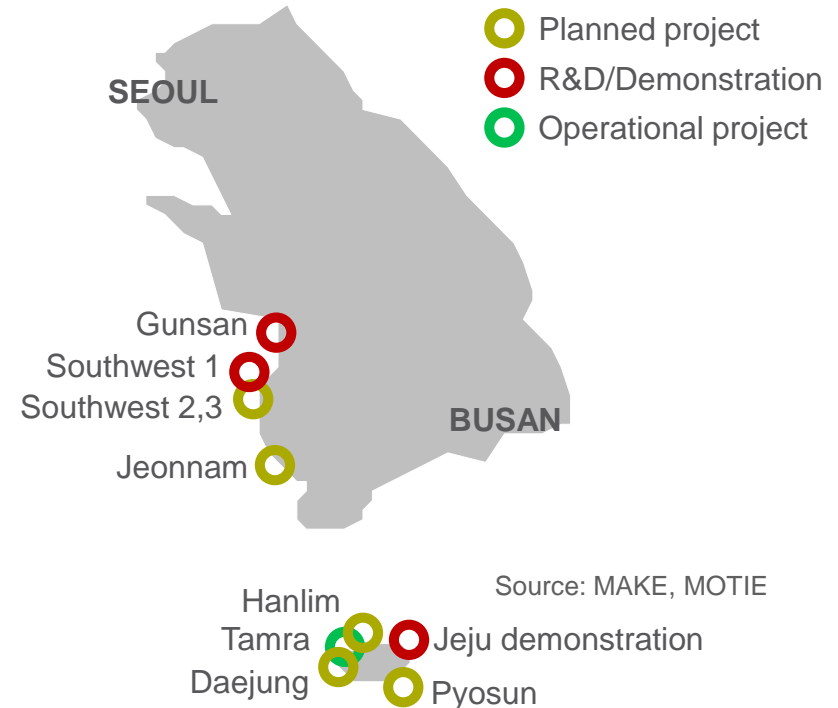 Planned project
R&D/Demonstration
Operational project
SEOUL
Gunsan
Southwest 1
Southwest 2,3
BUSAN
Jeonnam
Source: MAKE, MOTIE
Hanlim
Tamra
Jeju demonstration
Daejung
Pyosun